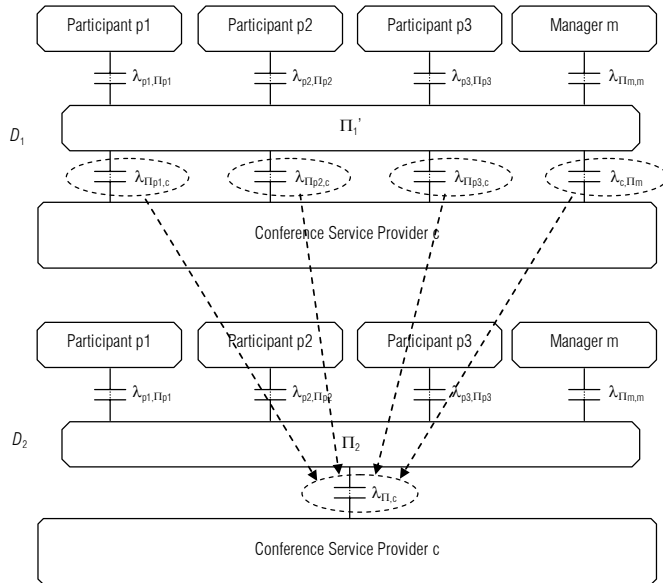 Participant p1 Participant p2 Participant p3 Manager m
λp1,Πp1 λp2,Πp2 λp3,Πp3 λΠm,m
D1
Π1'
λΠp1,c λΠp2,c λΠp3,c λc,Πm
Conference Service Provider c
Participant p1 Participant p2 Participant p3 Manager m
λp1,Πp1 λp2,Πp2 λp3,Πp3 λΠm,m
D2
Π2
λΠ,c
Conference Service Provider c